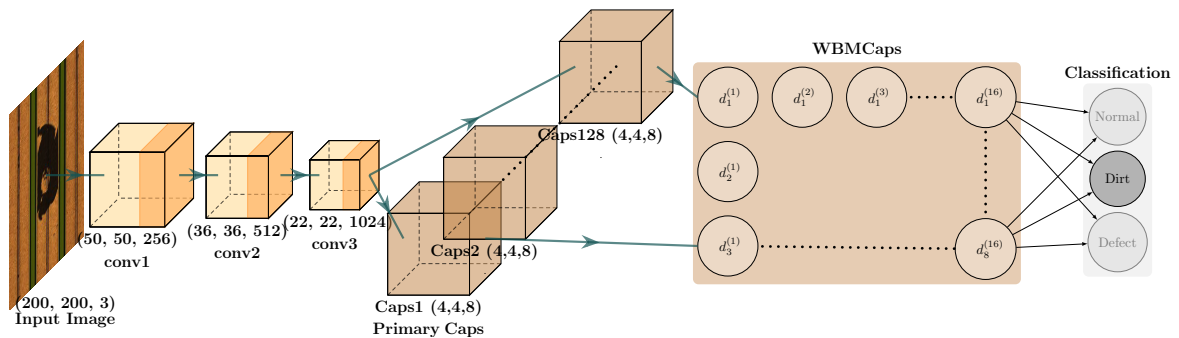 (200, 200, 3)
Input Image
(50, 50, 256)
conv1
(36, 36, 512)
conv2
(22, 22, 1024)
conv3
Caps1 (4,4,8)
Primary Caps
Caps2 (4,4,8)
Caps128 (4,4,8)
WBMCaps
d_1^{(1)} d_1^{(2)} d_1^{(3)} d_1^{(16)}
d_2^{(1)}
d_3^{(1)} d_8^{(16)}
Classification
Normal
Dirt
Defect